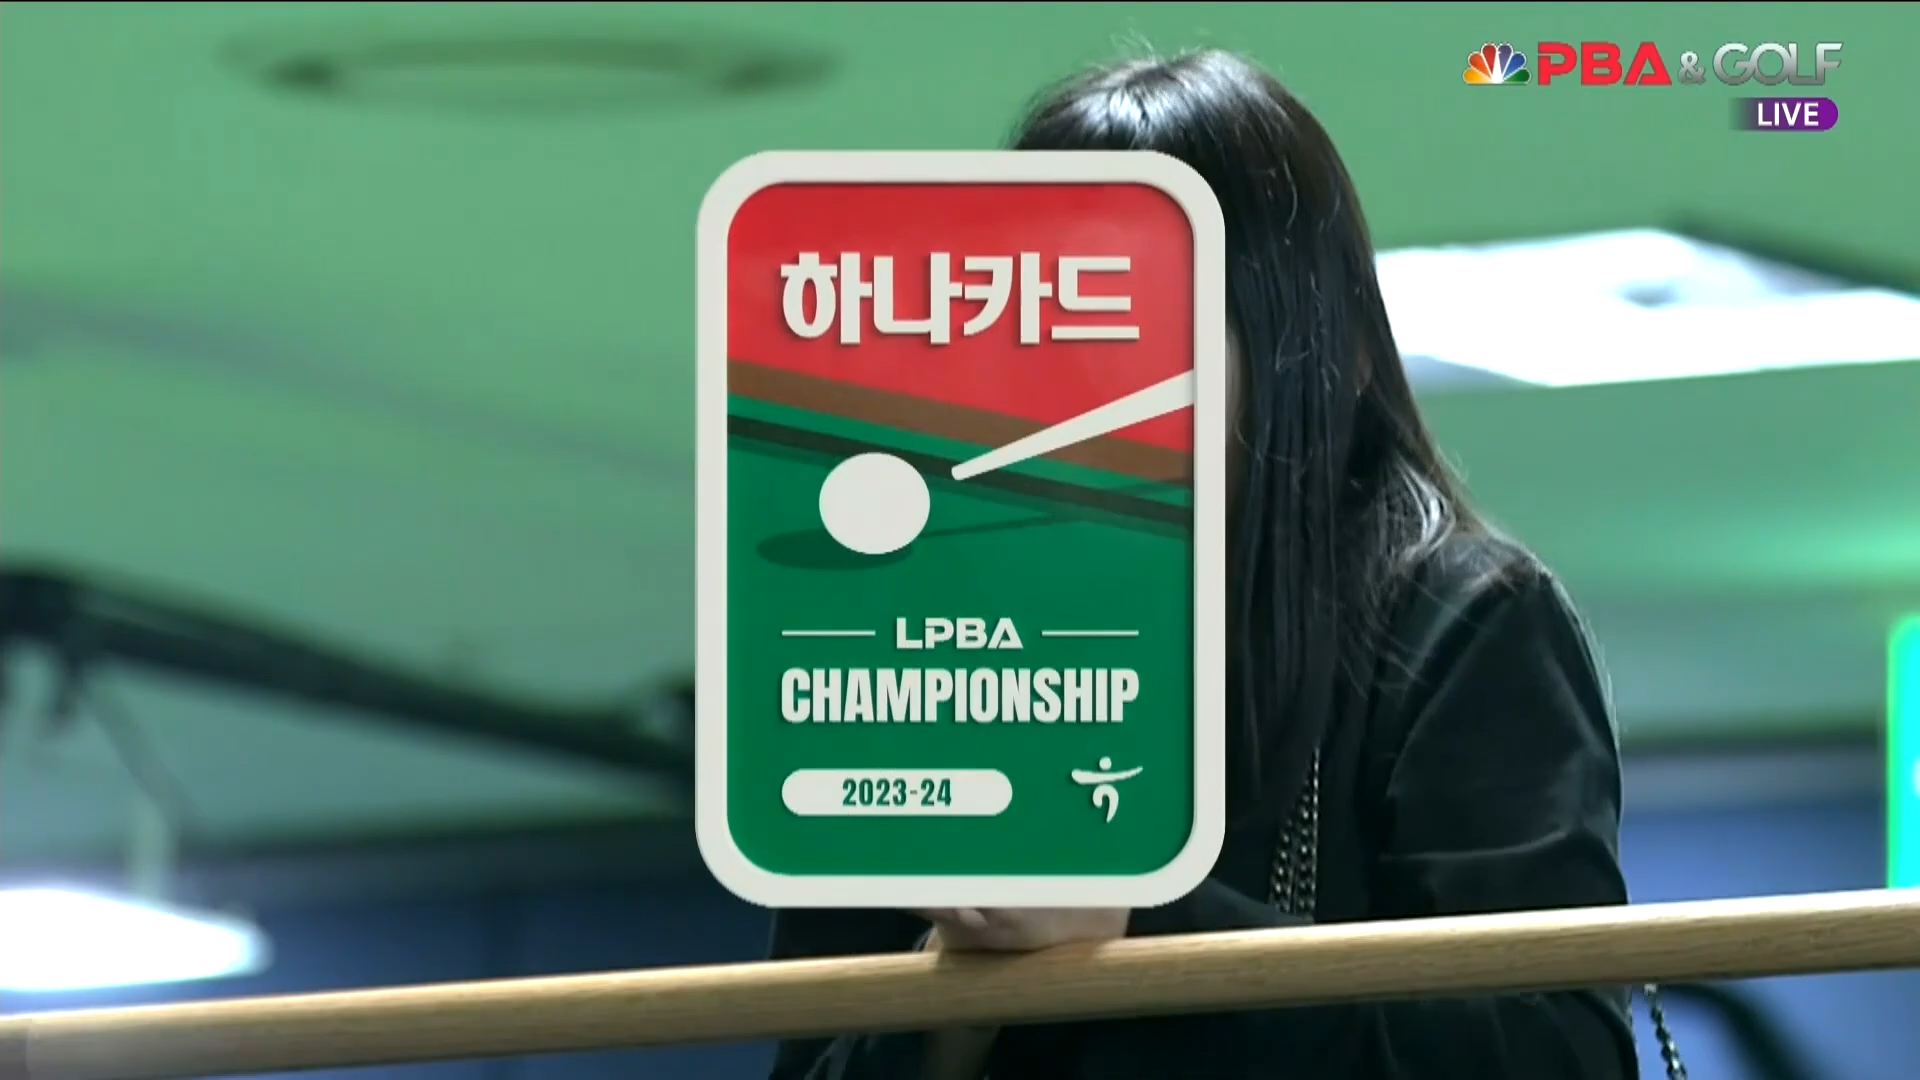 PBA & GOLF
LIVE
하나카드
LPBA
CHAMPIONSHIP
2023-24